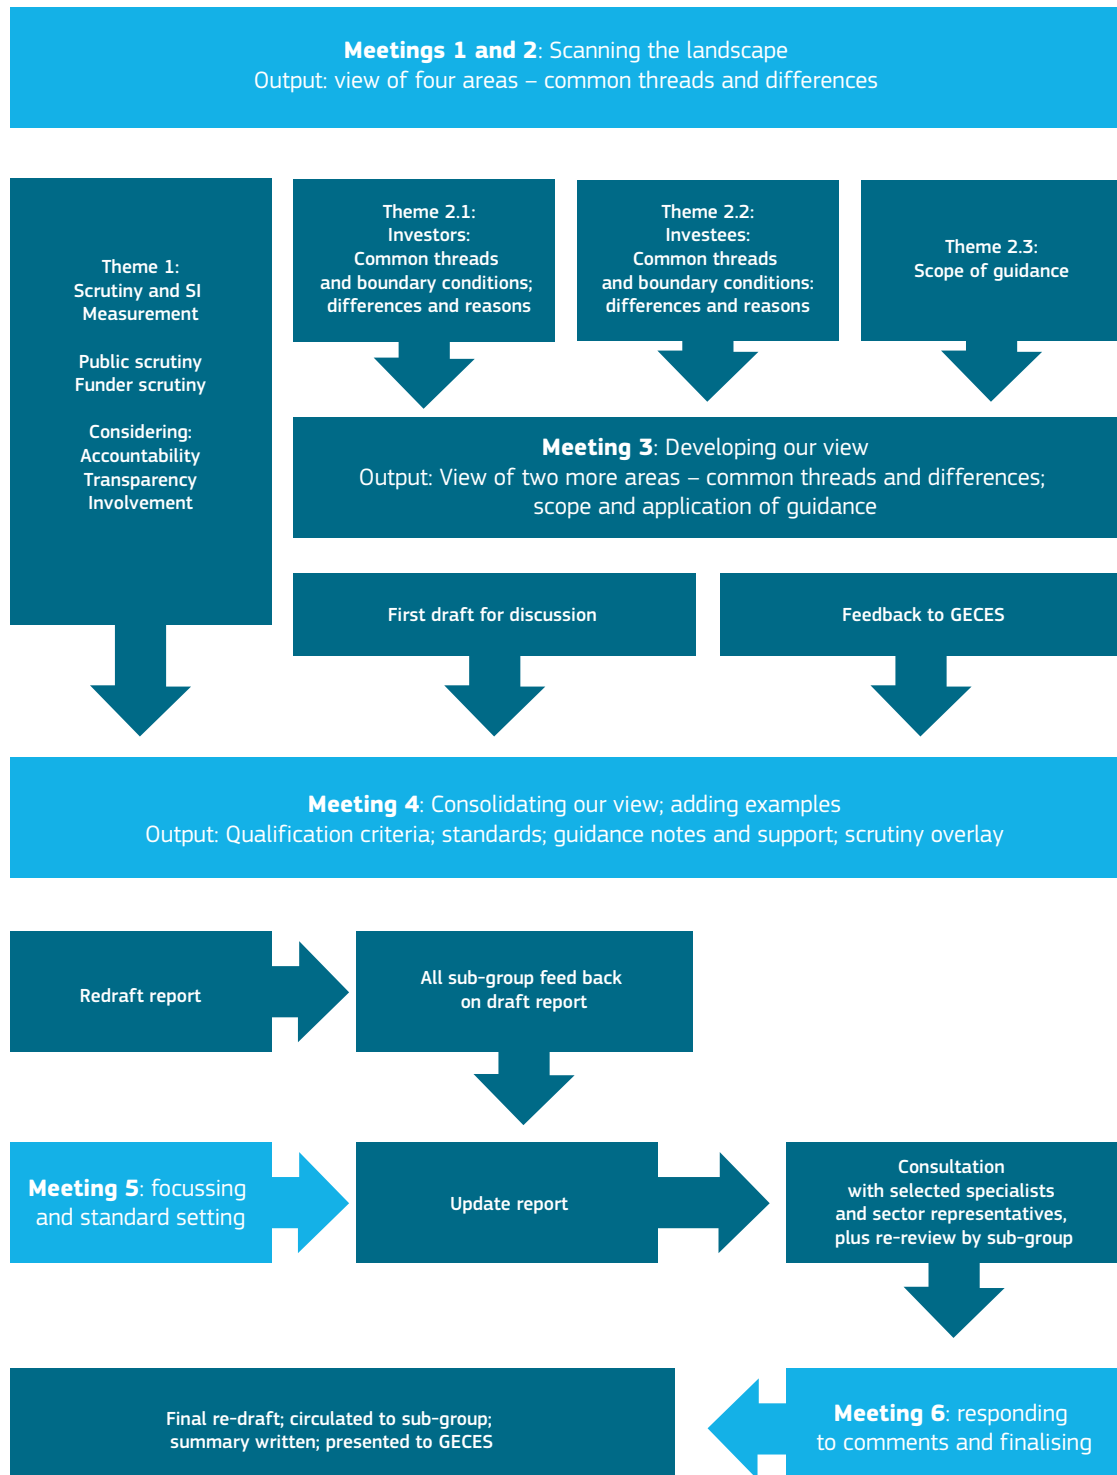 Meetings 1 and 2: Scanning the landscape
Output: view of four areas – common threads and differences
Theme 1:
Scrutiny and SI
Measurement
Public scrutiny
Funder scrutiny
Considering:
Accountability
Transparency
Involvement
Theme 2.1:
Investors:
Common threads
and boundary conditions;
differences and reasons
Theme 2.2:
Investees:
Common threads
and boundary conditions:
differences and reasons
Theme 2.3:
Scope of guidance
Meeting 3: Developing our view
Output: View of two more areas – common threads and differences;
scope and application of guidance
First draft for discussion
Feedback to GECES
Meeting 4: Consolidating our view; adding examples
Output: Qualification criteria; standards; guidance notes and support; scrutiny overlay
Redraft report
All sub-group feed back
on draft report
Meeting 5: focussing
and standard setting
Update report
Consultation
with selected specialists
and sector representatives,
plus re-review by sub-group
Final re-draft; circulated to sub-group;
summary written; presented to GECES
Meeting 6: responding
to comments and finalising